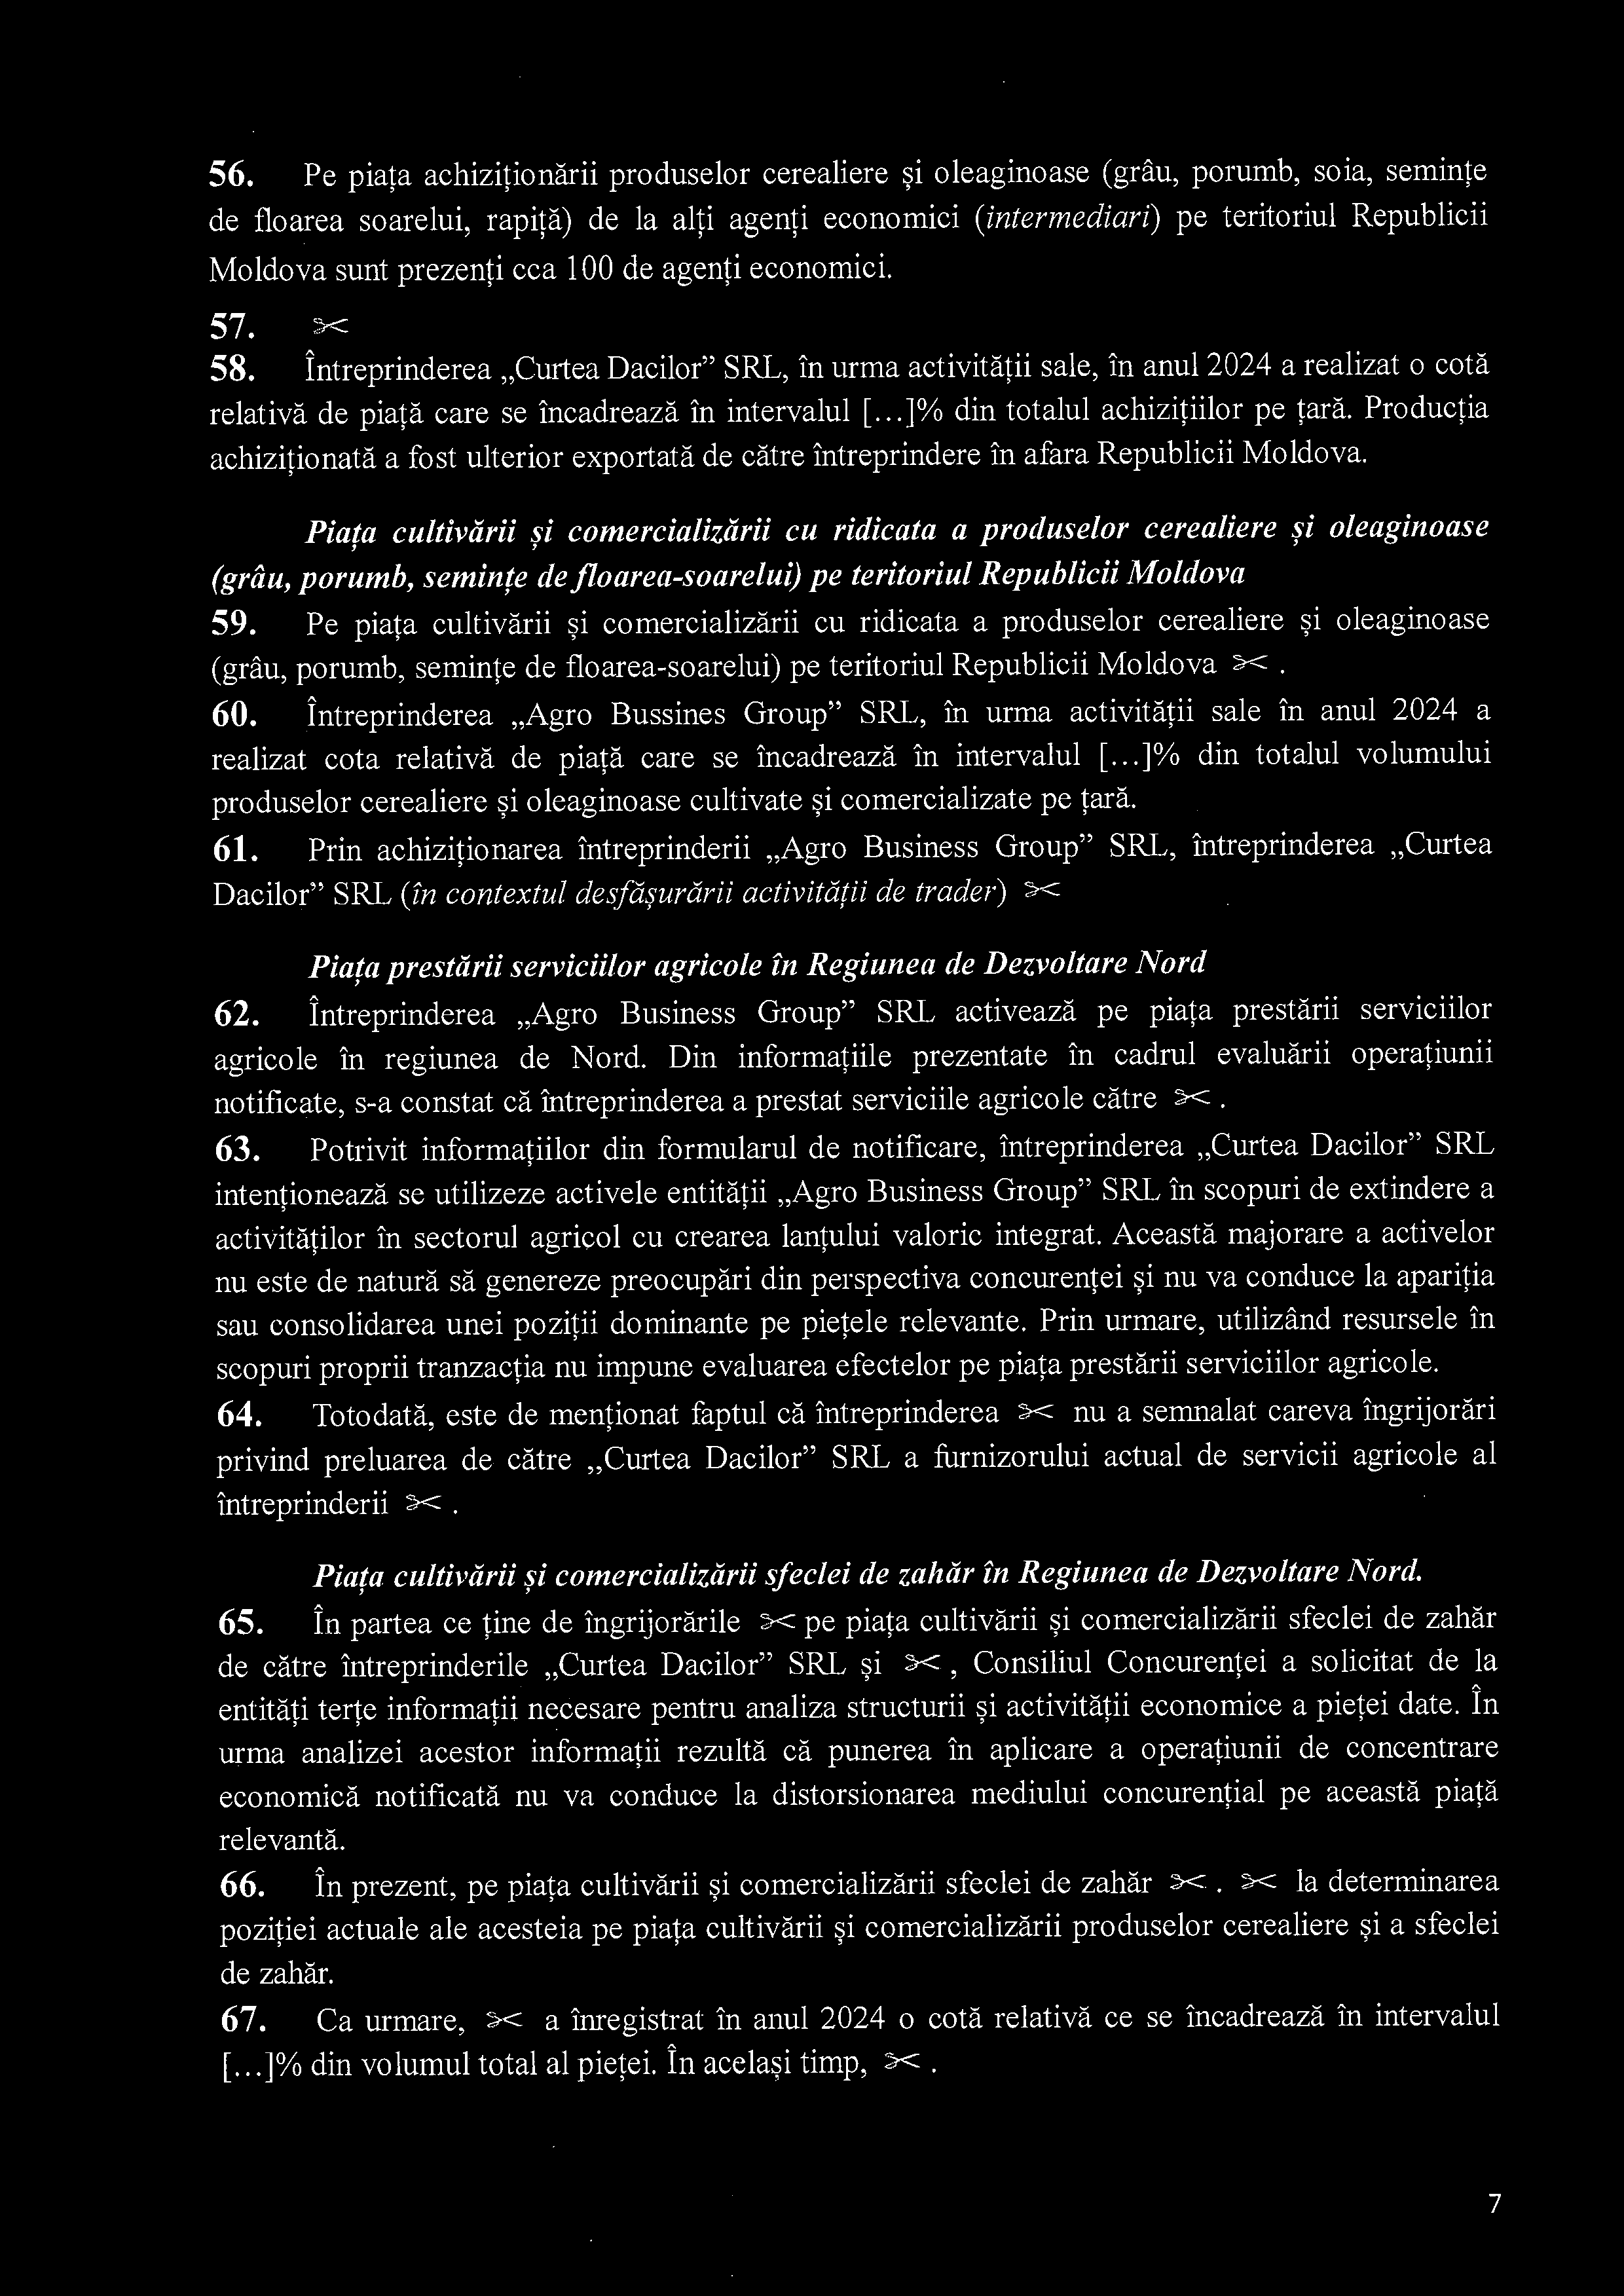 56. Pe piața achiziționării produselor cerealiere și oleaginoase (grâu, porumb, soia, semințe
de floarea soarelui, rapiță) de la alți agenți economici (intermediari) pe teritoriul Republicii
Moldova sunt prezenți cca 100 de agenți economici.
57. ✂
58. Întreprinderea „Curtea Dacilor” SRL, în urma activității sale, în anul 2024 a realizat o cotă
relativă de piață care se încadrează în intervalul [...]% din totalul achizițiilor pe țară. Producția
achiziționată a fost ulterior exportată de către întreprindere în afara Republicii Moldova.
Piața cultivării și comercializării cu ridicata a produselor cerealiere și oleaginoase
(grâu, porumb, semințe de floarea-soarelui) pe teritoriul Republicii Moldova
59. Pe piața cultivării și comercializării cu ridicata a produselor cerealiere și oleaginoase
(grâu, porumb, semințe de floarea-soarelui) pe teritoriul Republicii Moldova ✂ .
60. Întreprinderea „Agro Bussines Group” SRL, în urma activității sale în anul 2024 a
realizat cota relativă de piață care se încadrează în intervalul [...]% din totalul volumului
produselor cerealiere și oleaginoase cultivate și comercializate pe țară.
61. Prin achiziționarea întreprinderii „Agro Business Group” SRL, întreprinderea „Curtea
Dacilor” SRL (în contextul desfășurării activității de trader) ✂
Piața prestării serviciilor agricole în Regiunea de Dezvoltare Nord
62. Întreprinderea „Agro Business Group” SRL activează pe piața prestării serviciilor
agricole în regiunea de Nord. Din informațiile prezentate în cadrul evaluării operațiunii
notificate, s-a constat că întreprinderea a prestat serviciile agricole către ✂ .
63. Potrivit informațiilor din formularul de notificare, întreprinderea „Curtea Dacilor” SRL
intenționează se utilizeze activele entității „Agro Business Group” SRL în scopuri de extindere a
activităților în sectorul agricol cu crearea lanțului valoric integrat. Această majorare a activelor
nu este de natură să genereze preocupări din perspectiva concurenței și nu va conduce la apariția
sau consolidarea unei poziții dominante pe piețele relevante. Prin urmare, utilizând resursele în
scopuri proprii tranzacția nu impune evaluarea efectelor pe piața prestării serviciilor agricole.
64. Totodată, este de menționat faptul că întreprinderea ✂ nu a semnalat careva îngrijorări
privind preluarea de către „Curtea Dacilor” SRL a furnizorului actual de servicii agricole al
întreprinderii ✂ .
Piața cultivării și comercializării sfeclei de zahăr în Regiunea de Dezvoltare Nord.
65. În partea ce ține de îngrijorările ✂ pe piața cultivării și comercializării sfeclei de zahăr
de către întreprinderile „Curtea Dacilor” SRL și ✂ , Consiliul Concurenței a solicitat de la
entități terțe informații necesare pentru analiza structurii și activității economice a pieței date. În
urma analizei acestor informații rezultă că punerea în aplicare a operațiunii de concentrare
economică notificată nu va conduce la distorsionarea mediului concurențial pe această piață
relevantă.
66. În prezent, pe piața cultivării și comercializării sfeclei de zahăr ✂ . ✂ la determinarea
poziției actuale ale acesteia pe piața cultivării și comercializării produselor cerealiere și a sfeclei
de zahăr.
67. Ca urmare, ✂ a înregistrat în anul 2024 o cotă relativă ce se încadrează în intervalul
[...]% din volumul total al pieței. În același timp, ✂ .
7